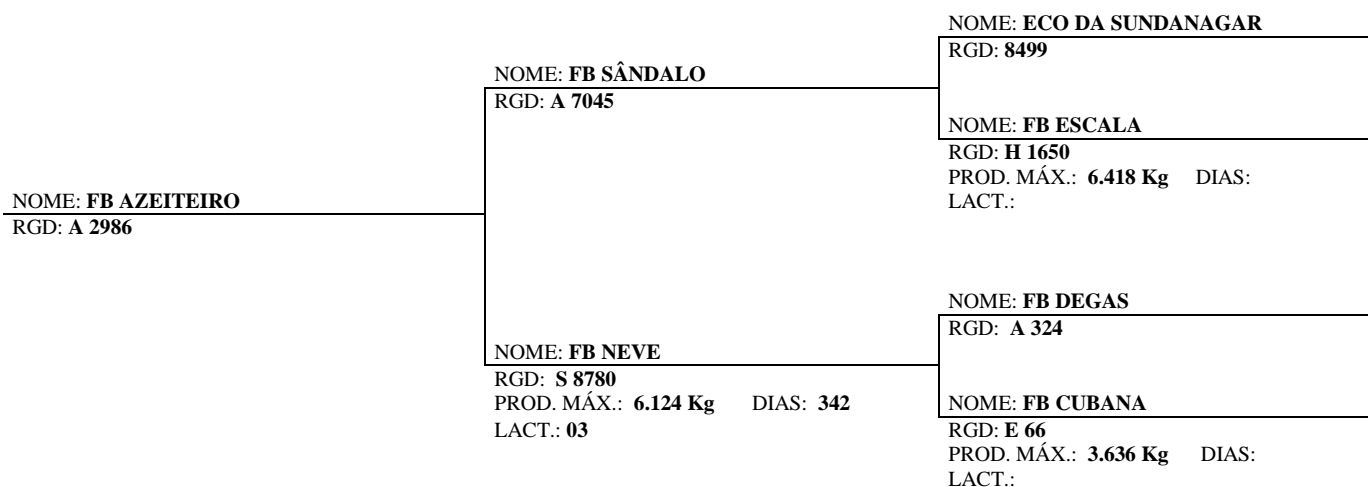 NOME: ECO DA SUNDANAGAR
RGD: 8499
NOME: FB SÂNDALO
RGD: A 7045
NOME: FB ESCALA
RGD: H 1650
PROD. MÁX.: 6.418 Kg DIAS:
LACT.:
NOME: FB AZEITEIRO
RGD: A 2986
NOME: FB DEGAS
RGD: A 324
NOME: FB NEVE
RGD: S 8780
PROD. MÁX.: 6.124 Kg DIAS: 342
LACT.: 03
NOME: FB CUBANA
RGD: E 66
PROD. MÁX.: 3.636 Kg DIAS:
LACT.: